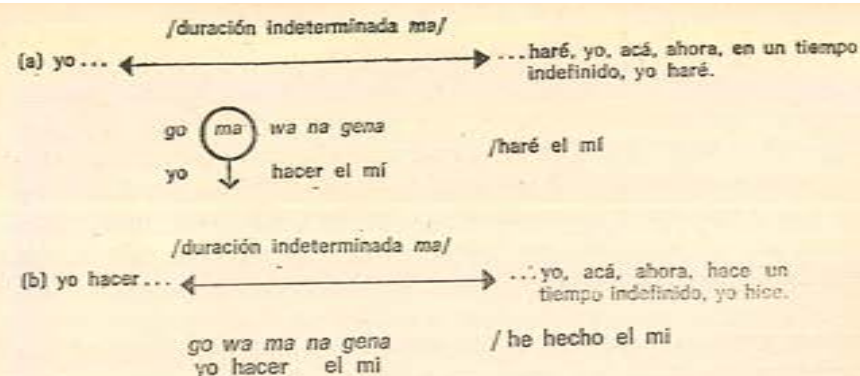 /duración indeterminada ma/
(a) yo... ...haré, yo, acá, ahora, en un tiempo
indefinido, yo haré.
go ma wa na gena
/haré el mí
yo hacer el mí
/duración indeterminada ma/
(b) yo hacer... ...yo, acá, ahora, hace un
tiempo indefinido, yo hice.
go wa ma na gena / he hecho el mi
yo hacer el mi